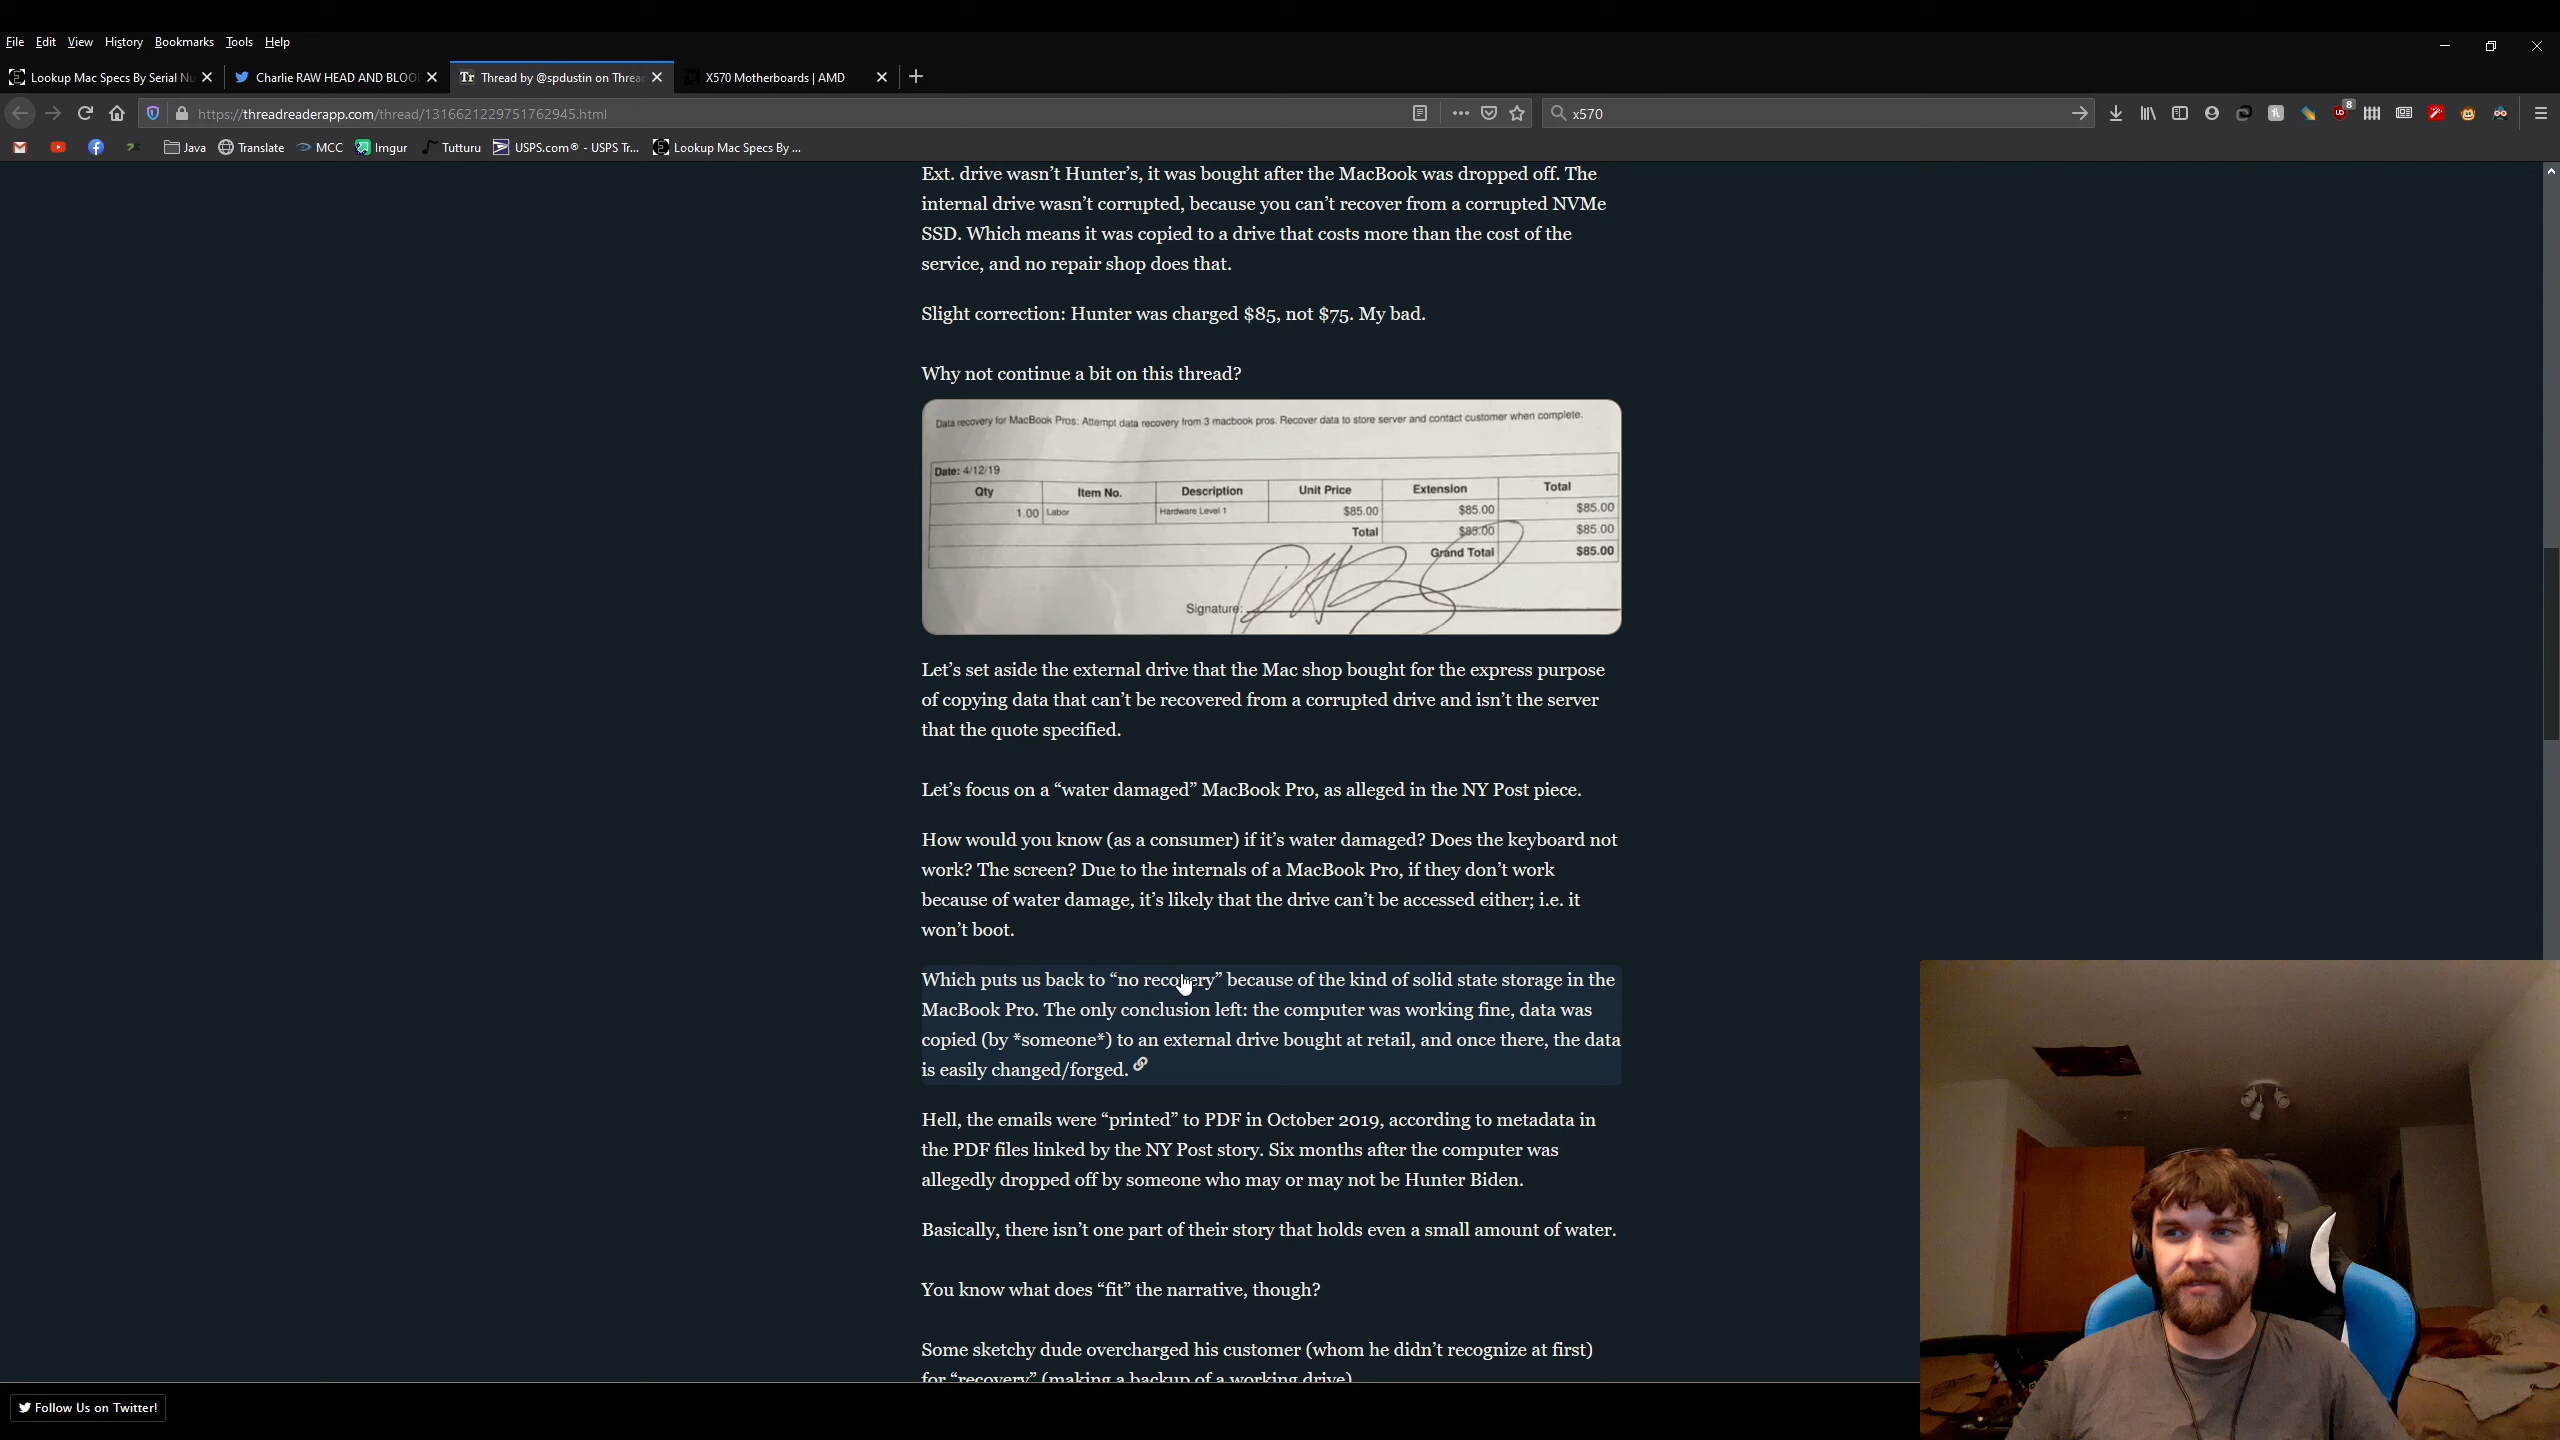 File Edit View History Bookmarks Tools Help
Lookup Mac Specs By Serial Nu
Charlie RAW HEAD AND BLOO
Thread by @spdustin on Threa
X570 Motherboards | AMD
https://threadreaderapp.com/thread/1316621229751762945.html
x570
8
Java Translate MCC Imgur Tutturu USPS.com® - USPS Tr... Lookup Mac Specs By ...
Ext. drive wasn’t Hunter’s, it was bought after the MacBook was dropped off. The
internal drive wasn’t corrupted, because you can’t recover from a corrupted NVMe
SSD. Which means it was copied to a drive that costs more than the cost of the
service, and no repair shop does that.
Slight correction: Hunter was charged $85, not $75. My bad.
Why not continue a bit on this thread?
Data recovery for MacBook Pros: Attempt data recovery from 3 macbook pros. Recover data to store server and contact customer when complete.
Date: 4/12/19
Qty Item No. Description Unit Price Extension Total
1.00 Labor Hardware Level 1 $85.00 $85.00 $85.00
Total $85.00 $85.00
Grand Total $85.00
Signature:
Let’s set aside the external drive that the Mac shop bought for the express purpose
of copying data that can’t be recovered from a corrupted drive and isn’t the server
that the quote specified.
Let’s focus on a “water damaged” MacBook Pro, as alleged in the NY Post piece.
How would you know (as a consumer) if it’s water damaged? Does the keyboard not
work? The screen? Due to the internals of a MacBook Pro, if they don’t work
because of water damage, it’s likely that the drive can’t be accessed either; i.e. it
won’t boot.
Which puts us back to “no recovery” because of the kind of solid state storage in the
MacBook Pro. The only conclusion left: the computer was working fine, data was
copied (by *someone*) to an external drive bought at retail, and once there, the data
is easily changed/forged.
Hell, the emails were “printed” to PDF in October 2019, according to metadata in
the PDF files linked by the NY Post story. Six months after the computer was
allegedly dropped off by someone who may or may not be Hunter Biden.
Basically, there isn’t one part of their story that holds even a small amount of water.
You know what does “fit” the narrative, though?
Some sketchy dude overcharged his customer (whom he didn’t recognize at first)
for “recovery” (making a backup of a working drive)
Follow Us on Twitter!